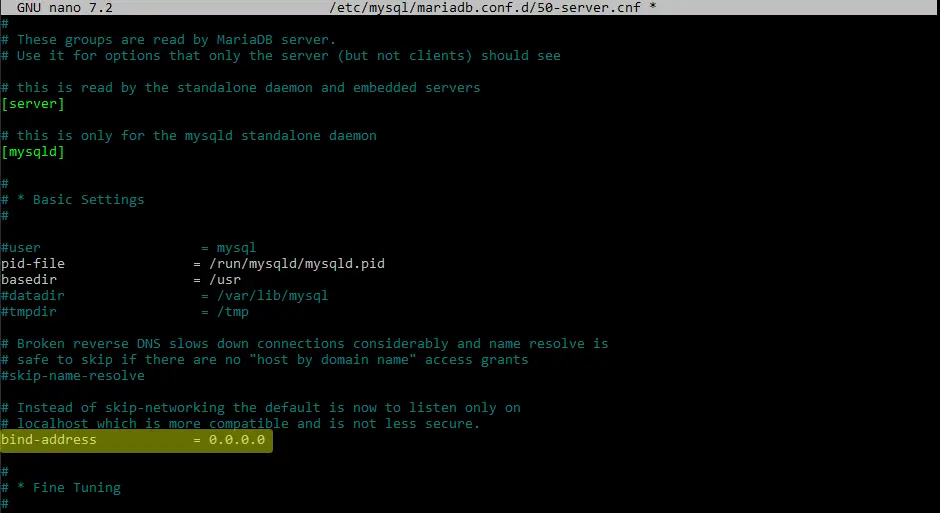 GNU nano 7.2 /etc/mysql/mariadb.conf.d/50-server.cnf *
#
# These groups are read by MariaDB server.
# Use it for options that only the server (but not clients) should see
# this is read by the standalone daemon and embedded servers
[server]
# this is only for the mysqld standalone daemon
[mysqld]
#
# * Basic Settings
#
#user = mysql
pid-file = /run/mysqld/mysqld.pid
basedir = /usr
#datadir = /var/lib/mysql
#tmpdir = /tmp
# Broken reverse DNS slows down connections considerably and name resolve is
# safe to skip if there are no "host by domain name" access grants
#skip-name-resolve
# Instead of skip-networking the default is now to listen only on
# localhost which is more compatible and is not less secure.
bind-address = 0.0.0.0
#
# * Fine Tuning
#